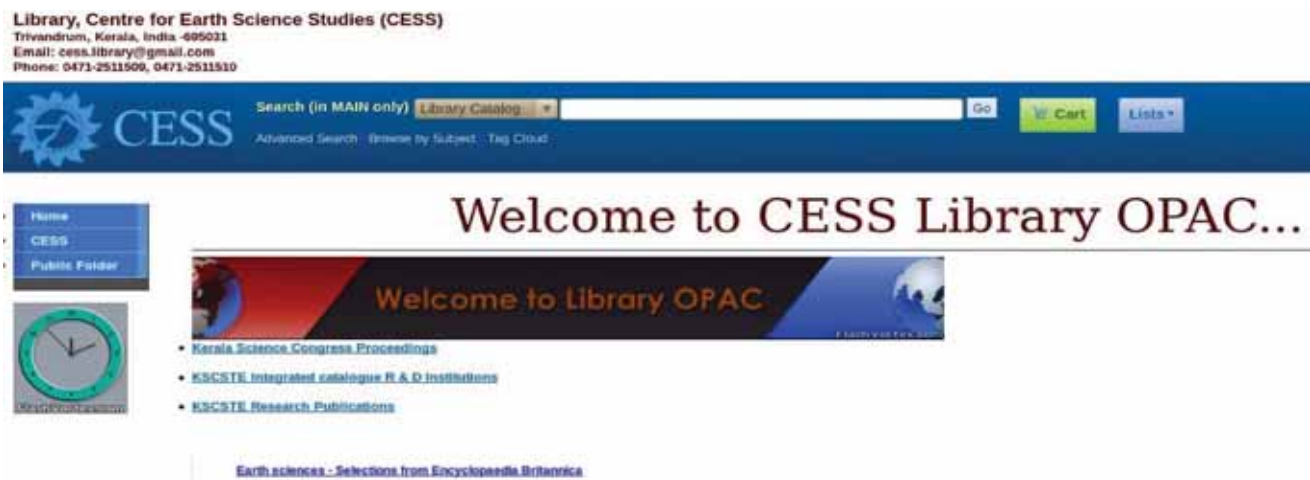 Library, Centre for Earth Science Studies (CESS)
Trivandrum, Kerala, India -695031
Email: cess.library@gmail.com
Phone: 0471-2511509, 0471-2511510
CESS
Search (in MAIN only) Library Catalog Go Cart Lists
Advanced Search Browse by Subject Tag Cloud
Welcome to CESS Library OPAC...
Home
CESS
Public Folder
Welcome to Library OPAC
Kerala Science Congress Proceedings
KSCSTE Integrated catalogue R & D Institutions
KSCSTE Research Publications
Earth sciences - Selections from Encyclopaedia Britannica